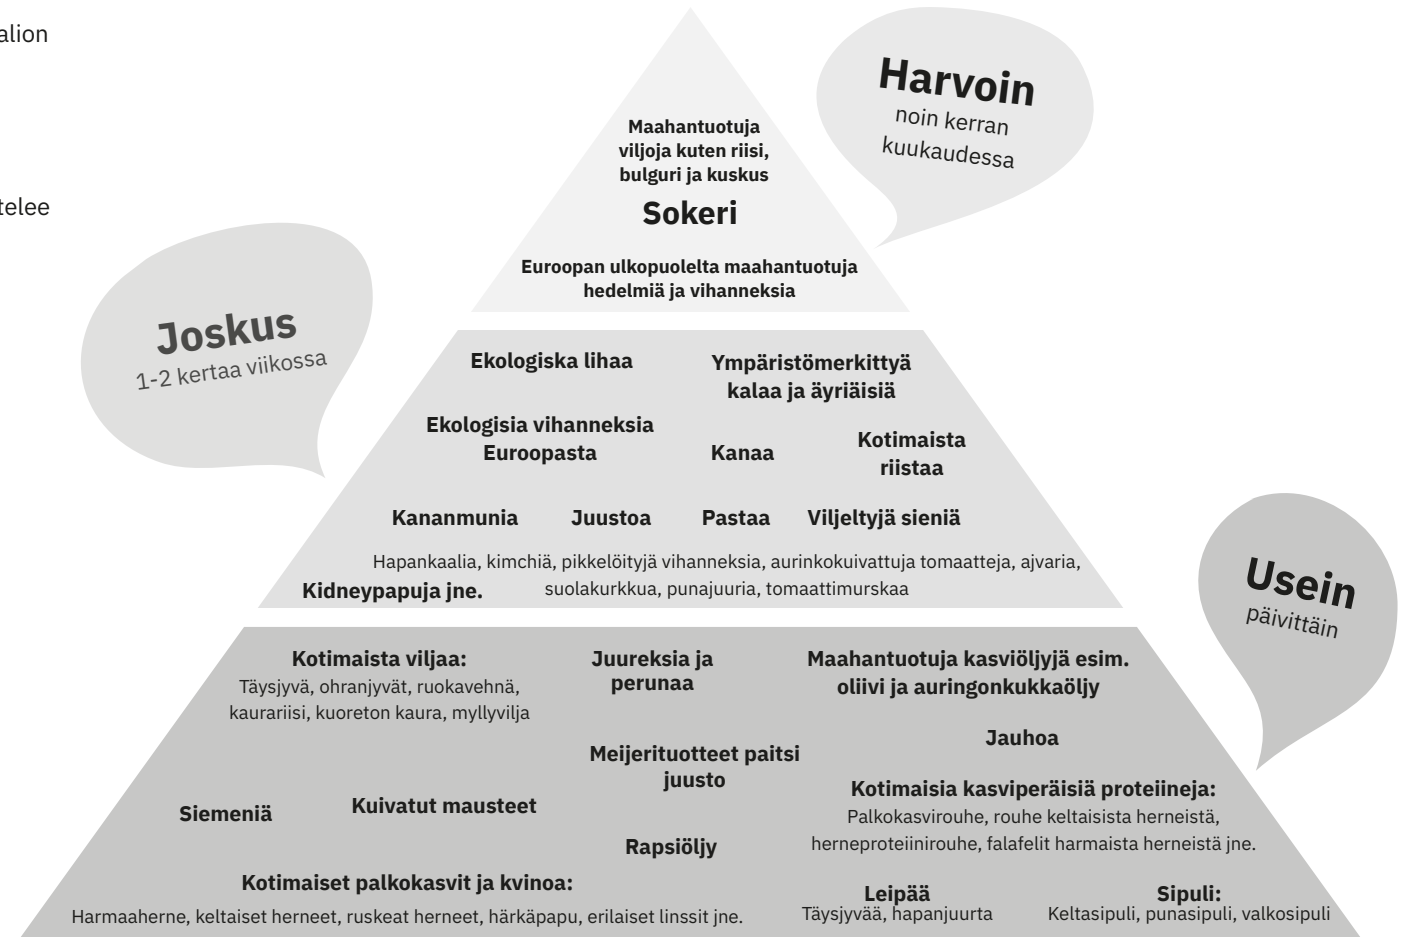 alion
telee
Harvoin
noin kerran
kuukaudessa
Maahantuotuja
viljoja kuten riisi,
bulguri ja kuskus
Sokeri
Euroopan ulkopuolelta maahantuotuja
hedelmiä ja vihanneksia
Joskus
1-2 kertaa viikossa
Ekologiska lihaa
Ympäristömerkittyä
kalaa ja äyriäisiä
Ekologisia vihanneksia
Euroopasta
Kanaa
Kotimaista
riistaa
Kananmunia
Juustoa
Pastaa
Viljeltyjä sieniä
Hapankaalia, kimchiä, pikkelöityjä vihanneksia, aurinkokuivattuja tomaatteja, ajvaria,
suolakurkkua, punajuuria, tomaattimurskaa
Kidneypapuja jne.
Usein
päivittäin
Kotimaista viljaa:
Täysjyvä, ohranjyvät, ruokavehnä,
kaurariisi, kuoreton kaura, myllyvilja
Juureksia ja
perunaa
Maahantuotuja kasviöljyjä esim.
oliivi ja auringonkukkaöljy
Jauhoa
Meijerituotteet paitsi
juusto
Kotimaisia kasviperäisiä proteiineja:
Palkokasvirouhe, rouhe keltaisista herneistä,
herneproteiinirouhe, falafelit harmaista herneistä jne.
Siemeniä
Kuivatut mausteet
Rapsiöljy
Kotimaiset palkokasvit ja kvinoa:
Harmaaherne, keltaiset herneet, ruskeat herneet, härkäpapu, erilaiset linssit jne.
Leipää
Täysjyvää, hapanjuurta
Sipuli:
Keltasipuli, punasipuli, valkosipuli